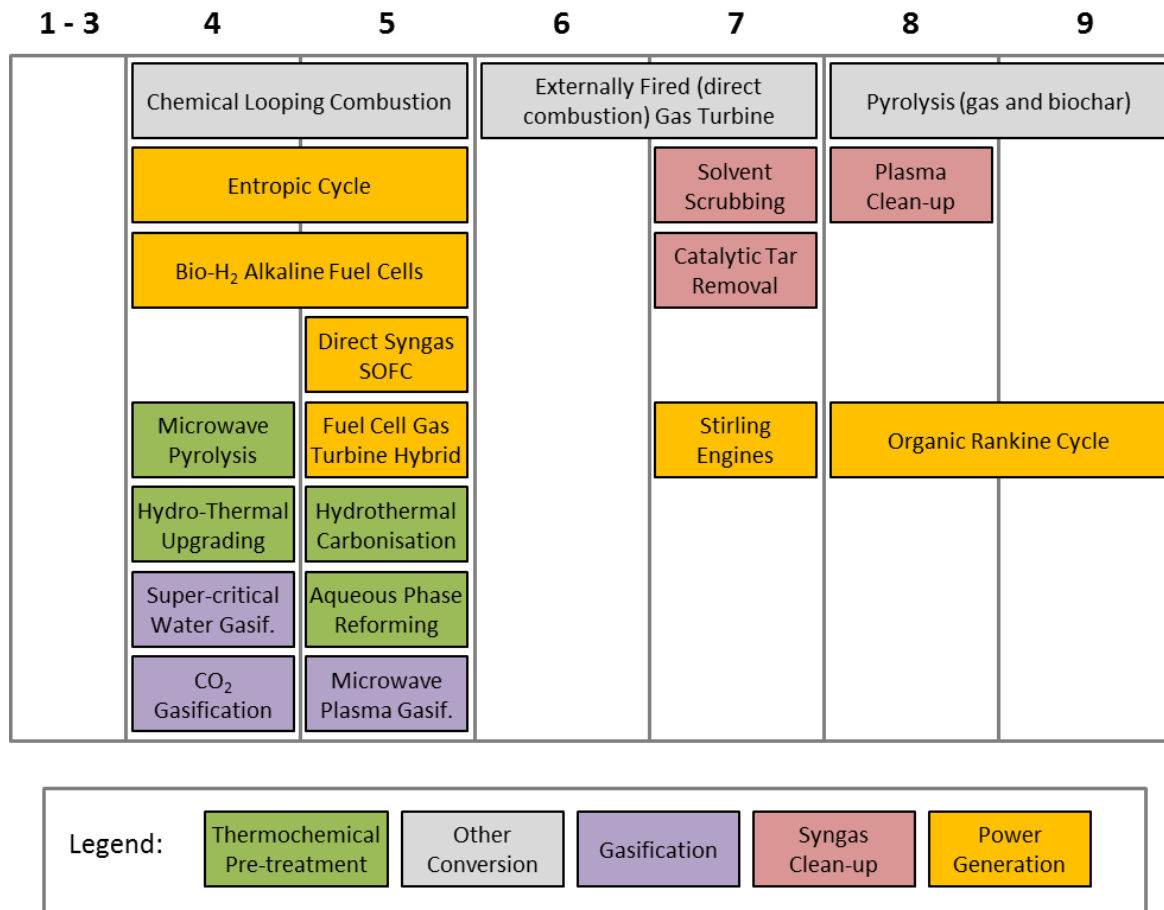 1 - 3 4 5 6 7 8 9
Chemical Looping Combustion
Externally Fired (direct
combustion) Gas Turbine
Pyrolysis (gas and biochar)
Entropic Cycle
Solvent
Scrubbing
Plasma
Clean-up
Bio-H₂ Alkaline Fuel Cells
Catalytic Tar
Removal
Direct Syngas
SOFC
Microwave
Pyrolysis
Fuel Cell Gas
Turbine Hybrid
Stirling
Engines
Organic Rankine Cycle
Hydro-Thermal
Upgrading
Hydrothermal
Carbonisation
Super-critical
Water Gasif.
Aqueous Phase
Reforming
CO₂
Gasification
Microwave
Plasma Gasif.
Legend:
Thermochemical
Pre-treatment
Other
Conversion
Gasification
Syngas
Clean-up
Power
Generation